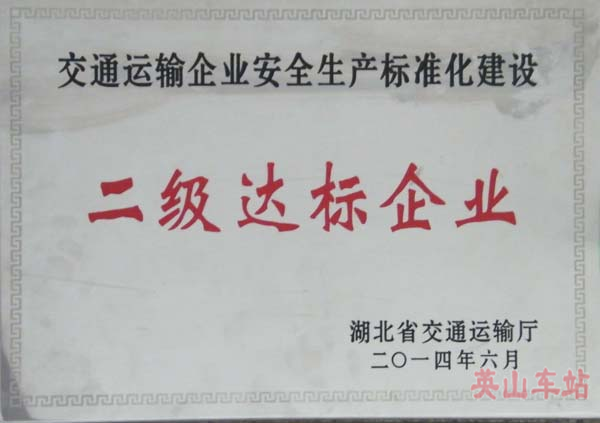 交通运输企业安全生产标准化建设
二级达标企业
湖北省交通运输厅
二〇一四年六月
英山车站